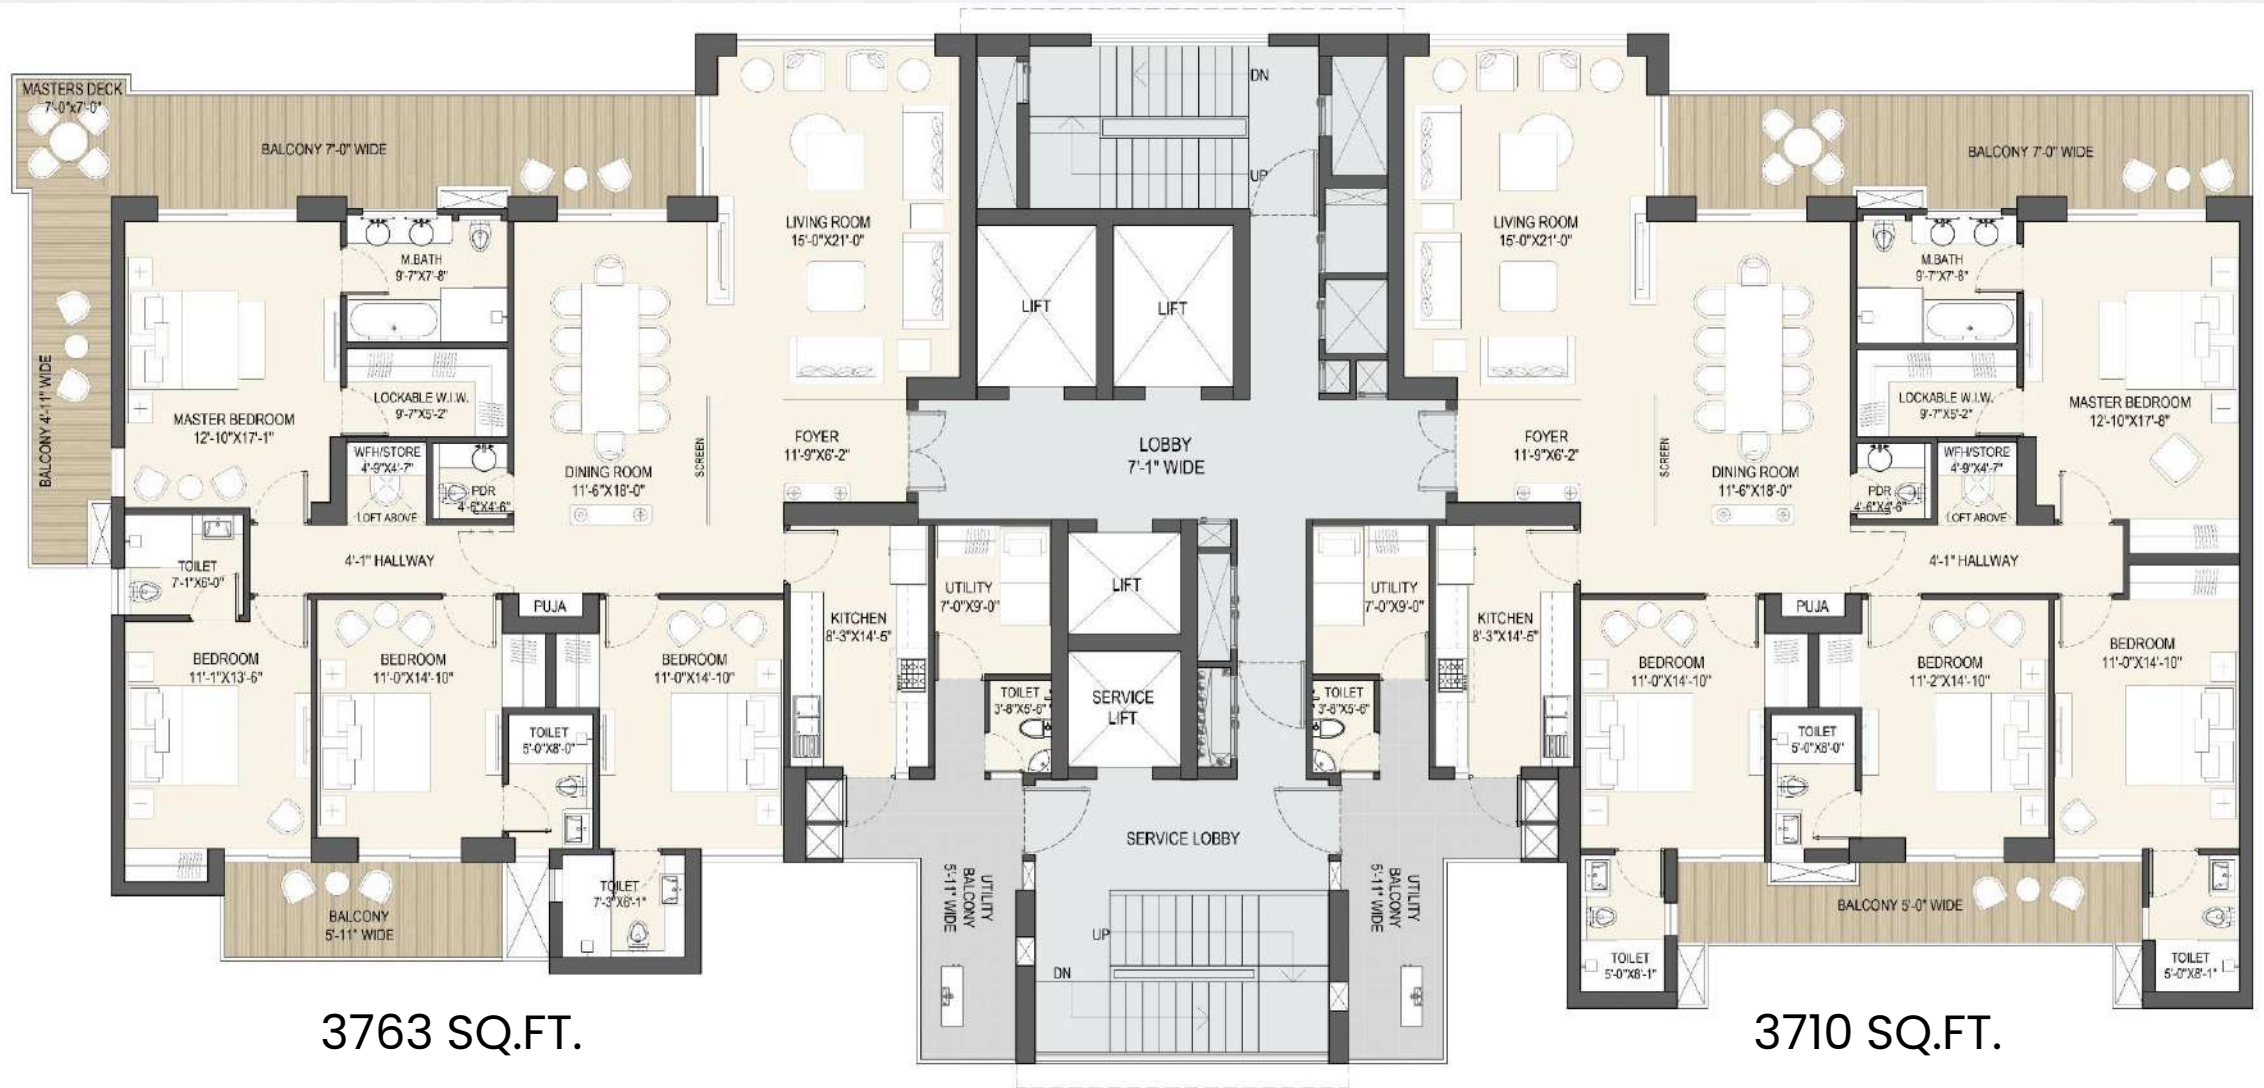 MASTERS DECK
7'-0"x7'-0"
BALCONY 7'-0" WIDE
BALCONY 4'-11" WIDE
M.BATH
9'-7"X7'-8"
LOCKABLE W.I.W.
9'-7"X5'-2"
MASTER BEDROOM
12'-10"X17'-1"
WFH/STORE
4'-9"X4'-7"
LOFT ABOVE
PDR
4'-6"X4'-6"
DINING ROOM
11'-6"X18'-0"
SCREEN
LIVING ROOM
15'-0"X21'-0"
FOYER
11'-9"X6'-2"
TOILET
7'-1"X6'-0"
4'-1" HALLWAY
PUJA
BEDROOM
11'-1"X13'-6"
BEDROOM
11'-0"X14'-10"
BEDROOM
11'-0"X14'-10"
TOILET
5'-0"X8'-0"
TOILET
7'-3"X6'-1"
BALCONY
5'-11" WIDE
KITCHEN
8'-3"X14'-5"
UTILITY
7'-0"X9'-0"
TOILET
3'-8"X5'-6"
UTILITY
BALCONY
5'-11" WIDE
3763 SQ.FT.
DN
UP
LIFT
LIFT
LOBBY
7'-1" WIDE
LIFT
SERVICE
LIFT
SERVICE LOBBY
UP
DN
LIVING ROOM
15'-0"X21'-0"
FOYER
11'-9"X6'-2"
SCREEN
DINING ROOM
11'-6"X18'-0"
BALCONY 7'-0" WIDE
M.BATH
9'-7"X7'-8"
LOCKABLE W.I.W.
9'-7"X5'-2"
MASTER BEDROOM
12'-10"X17'-8"
PDR
4'-6"X4'-6"
WFH/STORE
4'-9"X4'-7"
LOFT ABOVE
4'-1" HALLWAY
UTILITY
7'-0"X9'-0"
KITCHEN
8'-3"X14'-5"
TOILET
3'-8"X5'-6"
UTILITY
BALCONY
5'-11" WIDE
PUJA
BEDROOM
11'-0"X14'-10"
BEDROOM
11'-2"X14'-10"
BEDROOM
11'-0"X14'-10"
TOILET
5'-0"X8'-0"
BALCONY 5'-0" WIDE
TOILET
5'-0"X8'-1"
TOILET
5'-0"X8'-1"
3710 SQ.FT.